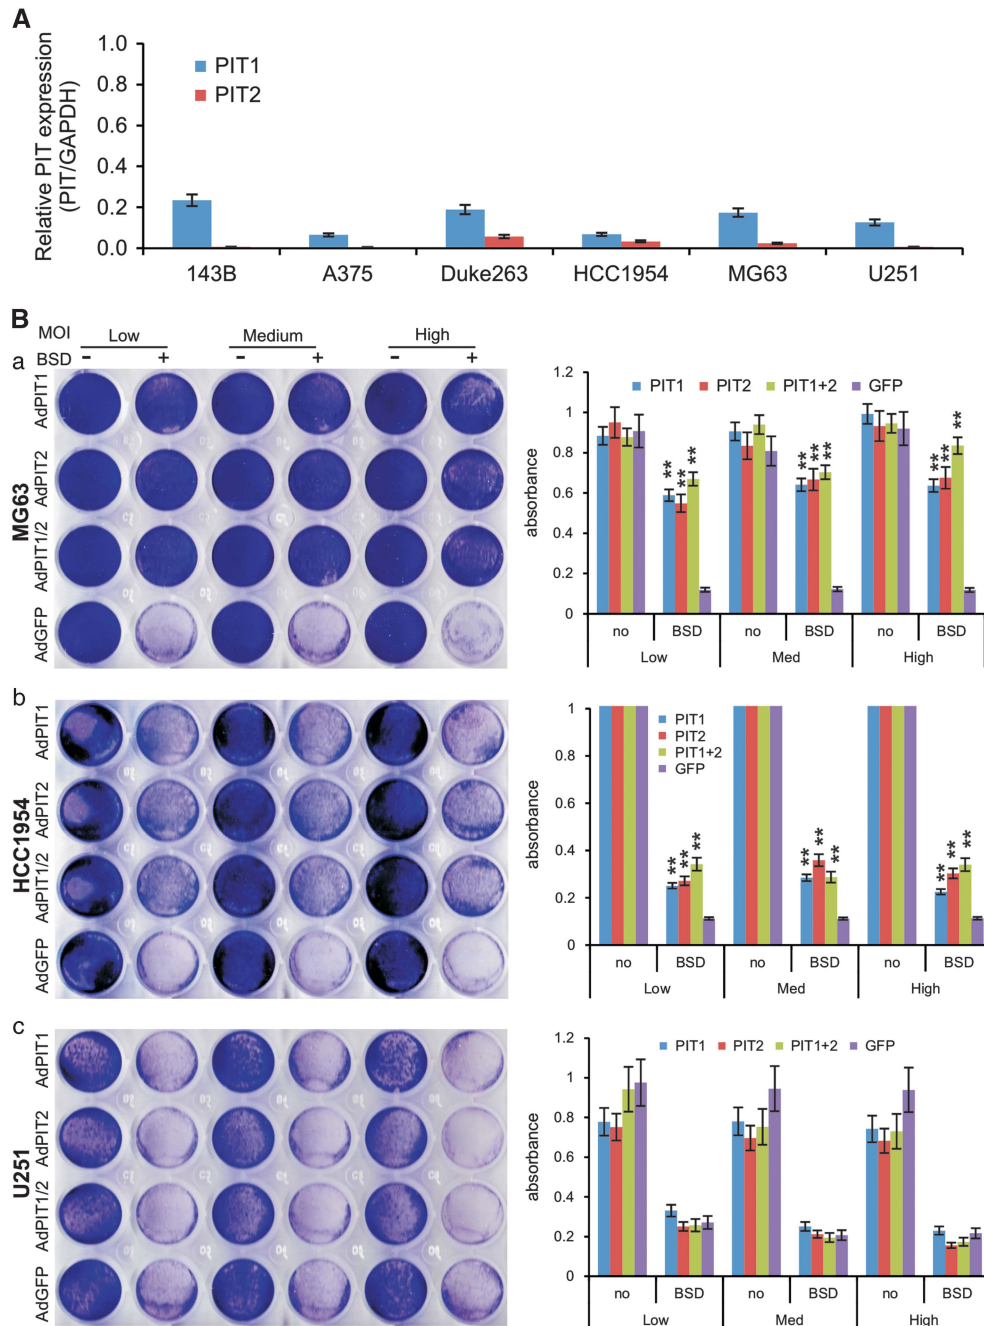 A
Relative PIT expression
(PIT/GAPDH)
1.0
0.8
0.6
0.4
0.2
0.0
PIT1
PIT2
143B A375 Duke263 HCC1954 MG63 U251
B
MOI Low Medium High
a
BSD - + - + - +
MG63
AdPIT1
AdPIT2
AdPIT1/2
AdGFP
absorbance
1.2
1
0.8
0.6
0.4
0.2
0
PIT1 PIT2 PIT1+2 GFP
** ** ** ** ** ** ** ** **
no BSD no BSD no BSD
Low Med High
b
HCC1954
AdPIT1
AdPIT2
AdPIT1/2
AdGFP
absorbance
1
0.8
0.6
0.4
0.2
0
PIT1
PIT2
PIT1+2
GFP
** ** ** ** ** ** ** ** **
no BSD no BSD no BSD
Low Med High
c
U251
AdPIT1
AdPIT2
AdPIT1/2
AdGFP
absorbance
1.2
1
0.8
0.6
0.4
0.2
0
PIT1 PIT2 PIT1+2 GFP
no BSD no BSD no BSD
Low Med High